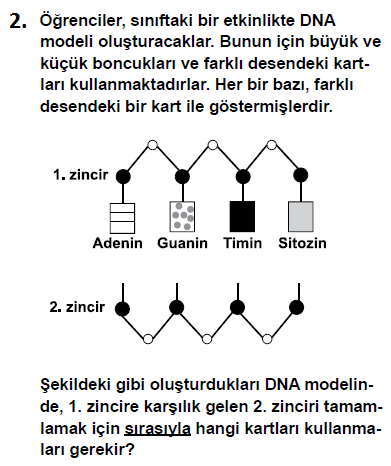 2. Öğrenciler, sınıftaki bir etkinlikte DNA
modeli oluşturacaklar. Bunun için büyük ve
küçük boncukları ve farklı desendeki kart-
ları kullanmaktadırlar. Her bir bazı, farklı
desendeki bir kart ile göstermişlerdir.
1. zincir
Adenin Guanin Timin Sitozin
2. zincir
Şekildeki gibi oluşturdukları DNA modelin-
de, 1. zincire karşılık gelen 2. zinciri tamam-
lamak için sırasıyla hangi kartları kullanma-
ları gerekir?